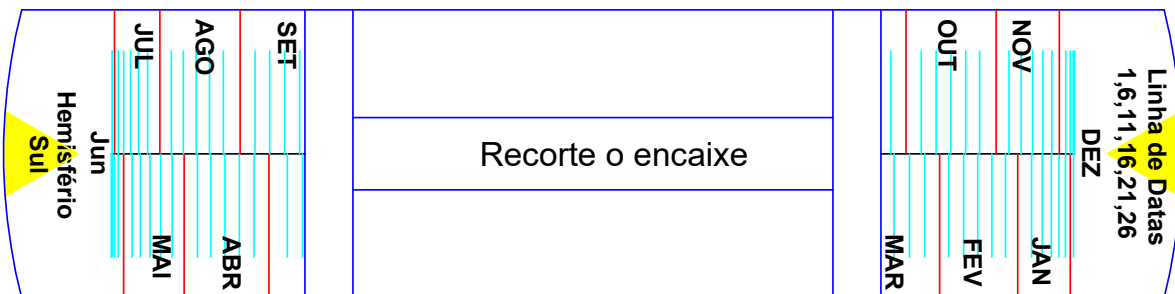 JUL
AGO
SET
Jun
Hemisfério
Sul
MAI
ABR
Recorte o encaixe
OUT
NOV
DEZ
Linha de Datas
1,6,11,16,21,26
MAR
FEV
JAN